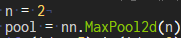 n = 2
pool = nn.MaxPool2d(n)